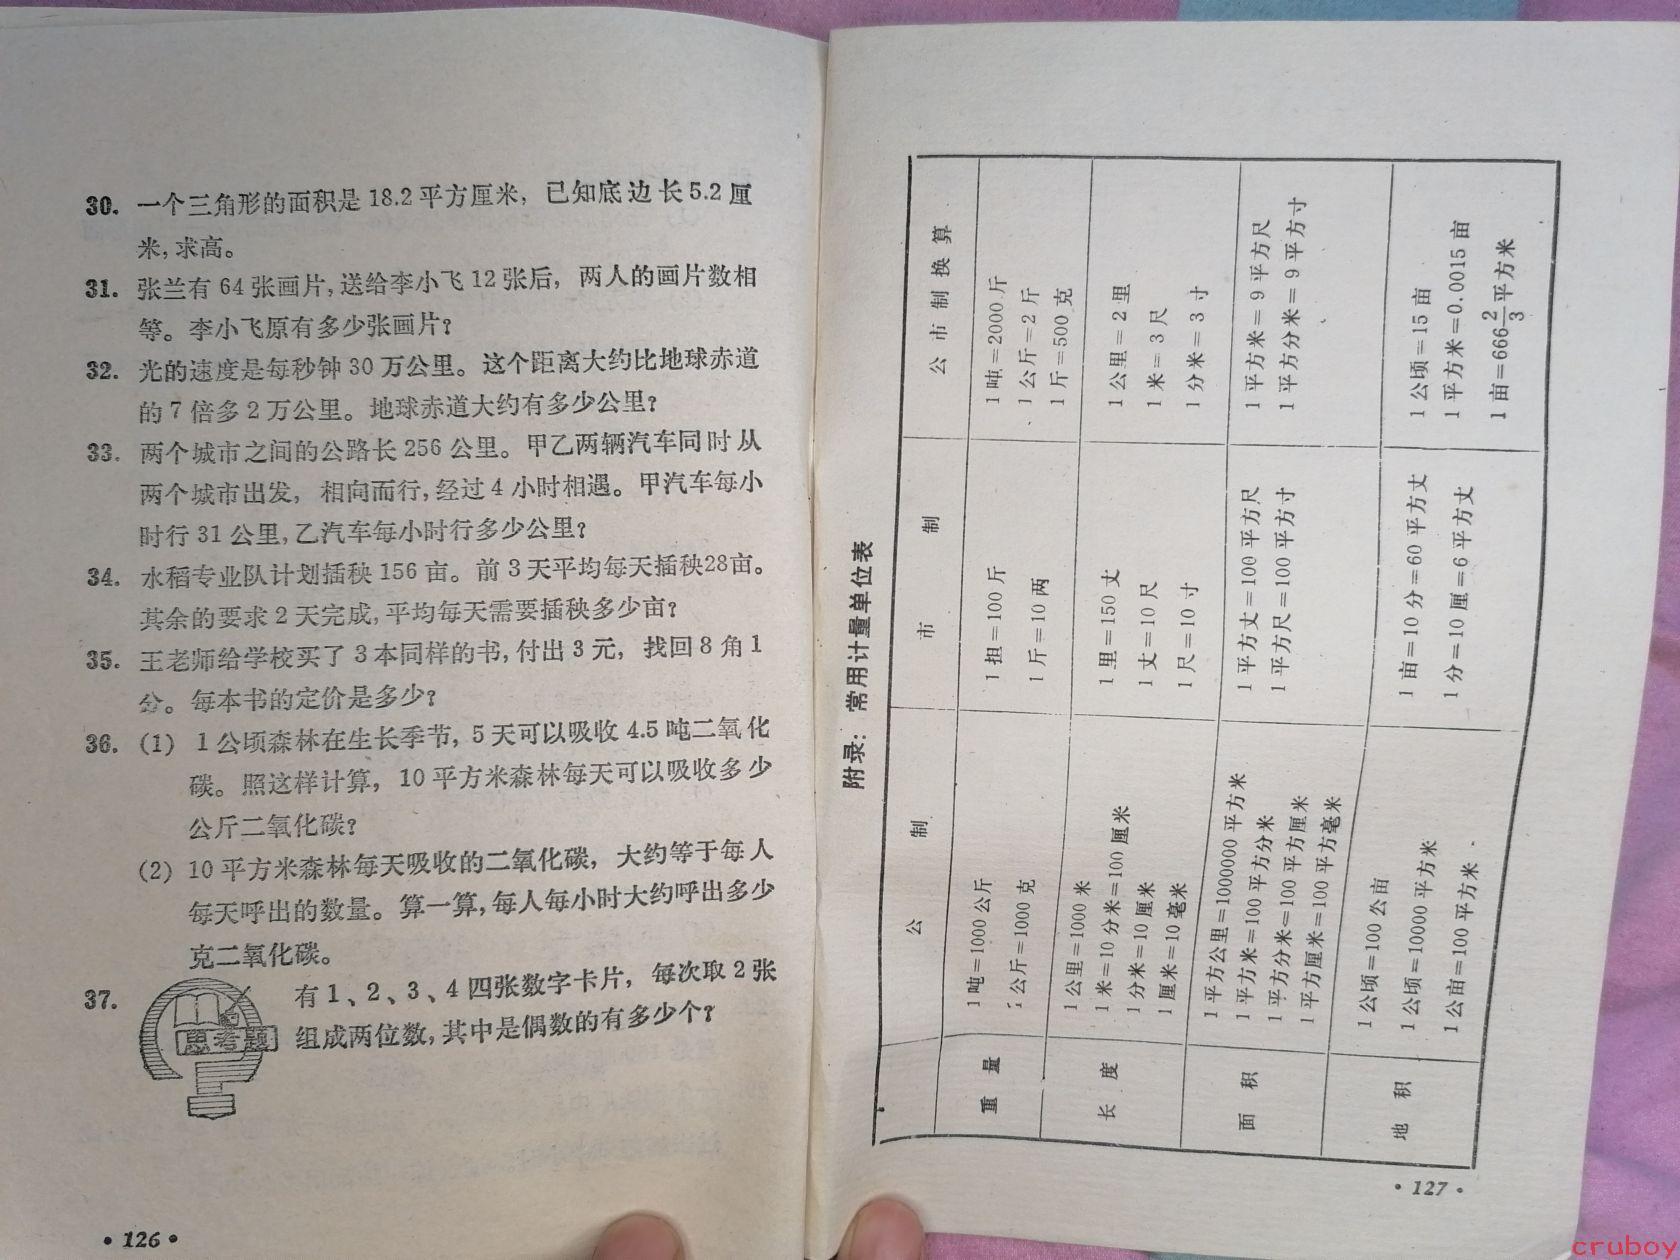 30. 一个三角形的面积是18.2平方厘米，已知底边长5.2厘
米，求高。
31. 张兰有64张画片，送给李小飞12张后，两人的画片数相
等。李小飞原有多少张画片？
32. 光的速度是每秒钟30万公里。这个距离大约比地球赤道
的7倍多2万公里。地球赤道大约有多少公里？
33. 两个城市之间的公路长256公里。甲乙两辆汽车同时从
两个城市出发，相向而行，经过4小时相遇。甲汽车每小
时行31公里，乙汽车每小时行多少公里？
34. 水稻专业队计划插秧156亩。前3天平均每天插秧28亩。
其余的要求2天完成，平均每天需要插秧多少亩？
35. 王老师给学校买了3本同样的书，付出3元，找回8角1
分。每本书的定价是多少？
36. (1) 1公顷森林在生长季节，5天可以吸收4.5吨二氧化
碳。照这样计算，10平方米森林每天可以吸收多少
公斤二氧化碳？
(2) 10平方米森林每天吸收的二氧化碳，大约等于每人
每天呼出的数量。算一算，每人每小时大约呼出多少
克二氧化碳。
37. 思考题 有1、2、3、4四张数字卡片，每次取2张
组成两位数，其中是偶数的有多少个？
·126·
附录：常用计量单位表
公制 市制 公市制换算
重量
1吨=1000公斤
1公斤=1000克
1担=100斤
1斤=10两
1吨=2000斤
1公斤=2斤
1斤=500克
长度
1公里=1000米
1米=10分米=100厘米
1分米=10厘米
1厘米=10毫米
1里=150丈
1丈=10尺
1尺=10寸
1公里=2里
1米=3尺
1分米=3寸
面积
1平方公里=1000000平方米
1平方米=100平方分米
1平方分米=100平方厘米
1平方厘米=100平方毫米
1平方丈=100平方尺
1平方尺=100平方寸
1平方米=9平方尺
1平方分米=9平方寸
地积
1公顷=100公亩
1公顷=10000平方米
1公亩=100平方米
1亩=10分=60平方丈
1分=10厘=6平方丈
1公顷=15亩
1平方米=0.0015亩
1亩=666 2/3 平方米
·127·
cruboy